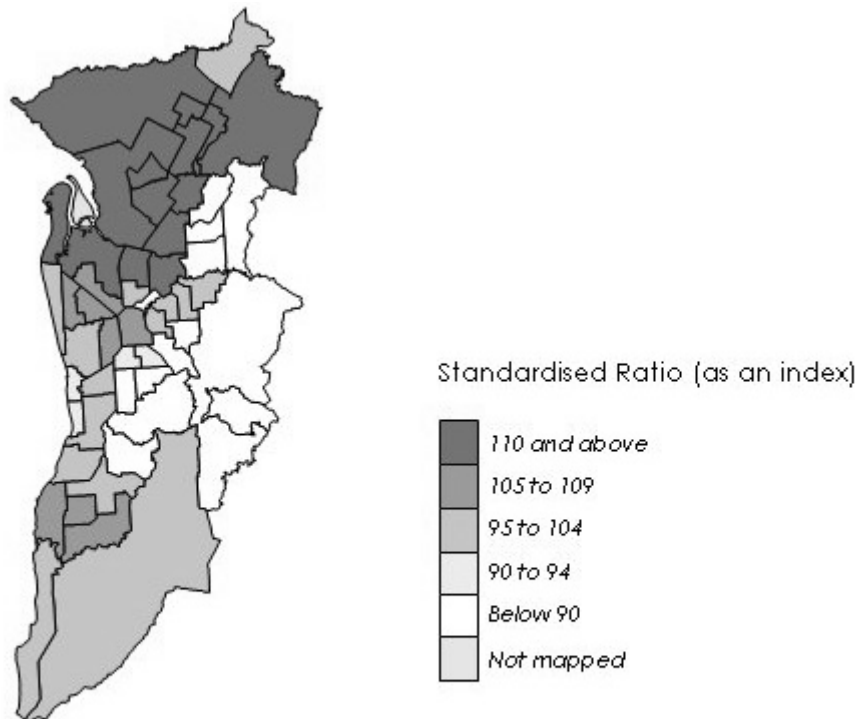 Standardised Ratio (as an index)
110 and above
105 to 109
95 to 104
90 to 94
Below 90
Not mapped